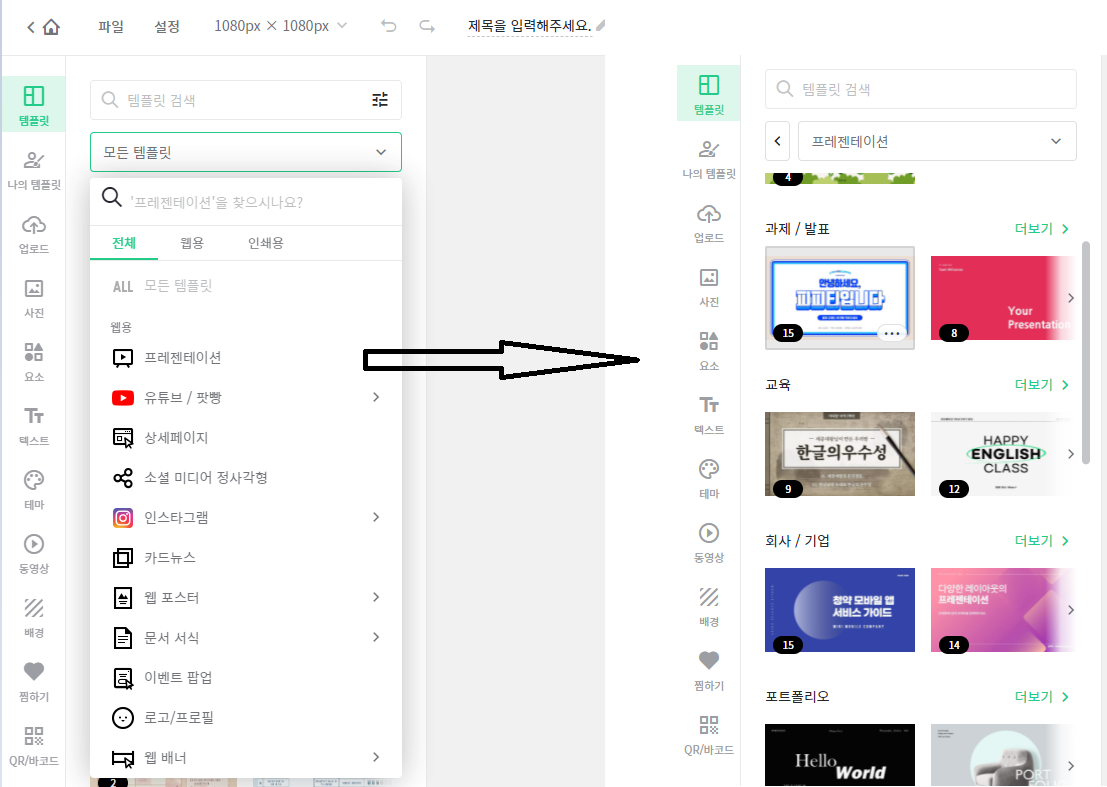 파일 설정 1080px × 1080px 제목을 입력해주세요.
템플릿
나의 템플릿
업로드
사진
요소
텍스트
테마
동영상
배경
찜하기
QR/바코드
템플릿 검색
모든 템플릿
'프레젠테이션'을 찾으시나요?
전체 웹용 인쇄용
ALL 모든 템플릿
웹용
프레젠테이션
유튜브 / 팟빵
상세페이지
소셜 미디어 정사각형
인스타그램
카드뉴스
웹 포스터
문서 서식
이벤트 팝업
로고/프로필
웹 배너
2
템플릿
나의 템플릿
업로드
사진
요소
텍스트
테마
동영상
배경
찜하기
QR/바코드
템플릿 검색
프레젠테이션
4
과제 / 발표 더보기
안녕하세요,
피피티입니다
15
Your
Presentation
8
교육 더보기
한글의우수성
9
HAPPY
ENGLISH
CLASS
12
회사 / 기업 더보기
청약 모바일 앱
서비스 가이드
MIRI MOBILE COMPANY
15
다양한 레이아웃의
프레젠테이션
14
포트폴리오 더보기
Hello
World
PORT
FOLIO